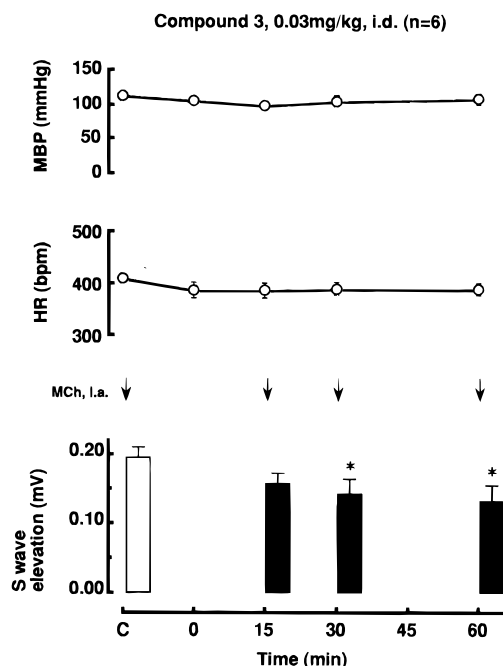 Compound 3, 0.03mg/kg, i.d. (n=6)
MBP (mmHg)
150
100
50
0
HR (bpm)
500
400
300
MCh, i.a.
S wave
elevation (mV)
0.20
*
*
0.10
0.00
C 0 15 30 45 60
Time (min)